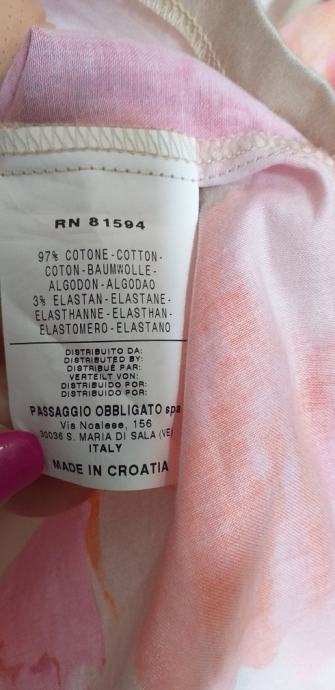 RN 81594
97% COTONE-COTTON-
COTON-BAUMWOLLE-
ALGODON-ALGODAO
3% ELASTAN-ELASTANE-
ELASTHANNE-ELASTHAN-
ELASTOMERO-ELASTANO
DISTRIBUITO DA:
DISTRIBUTED BY:
DISTRIBUÉ PAR:
VERTEILT VON:
DISTRIBUIDO POR:
DISTRIBUIDO POR:
PASSAGGIO OBBLIGATO spa
Via Noalese, 156
30036 S. MARIA DI SALA (VE)
ITALY
MADE IN CROATIA